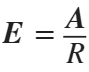 E = A / R